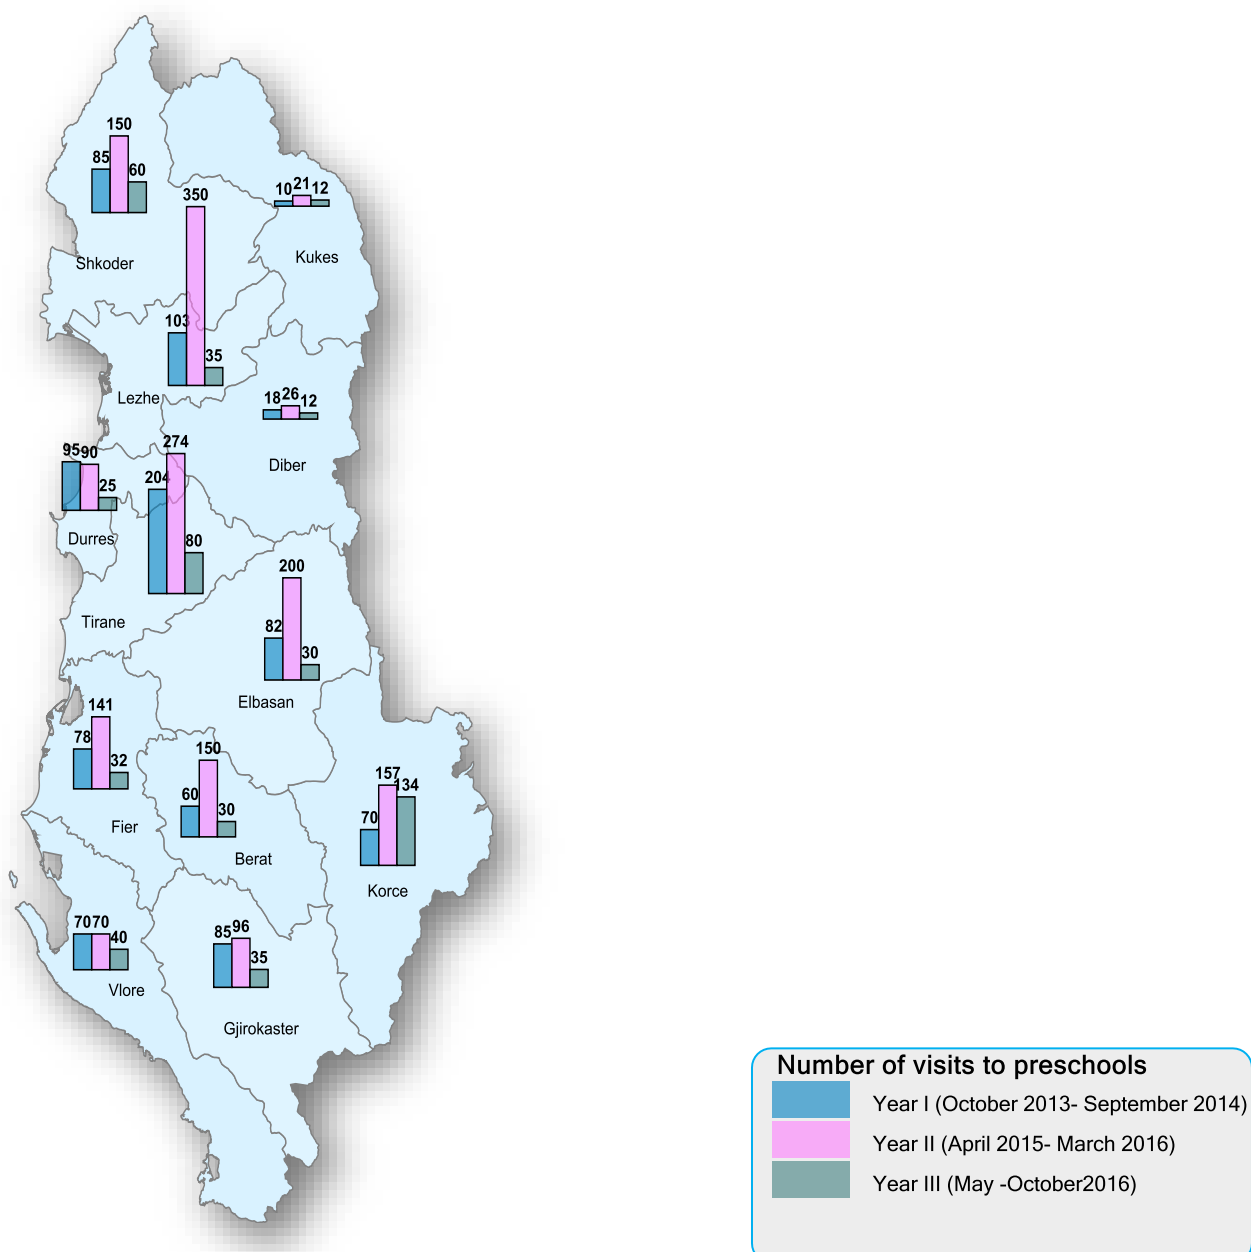 150
85
60
Shkoder
10 21 12
Kukes
350
103
35
Lezhe
18 26 12
Diber
95 90
25
Durres
274
204
80
Tirane
200
82
30
Elbasan
141
78
32
Fier
150
60
30
Berat
157
134
70
Korce
70 70
40
Vlore
85 96
35
Gjirokaster
Number of visits to preschools
Year I (October 2013- September 2014)
Year II (April 2015- March 2016)
Year III (May -October2016)